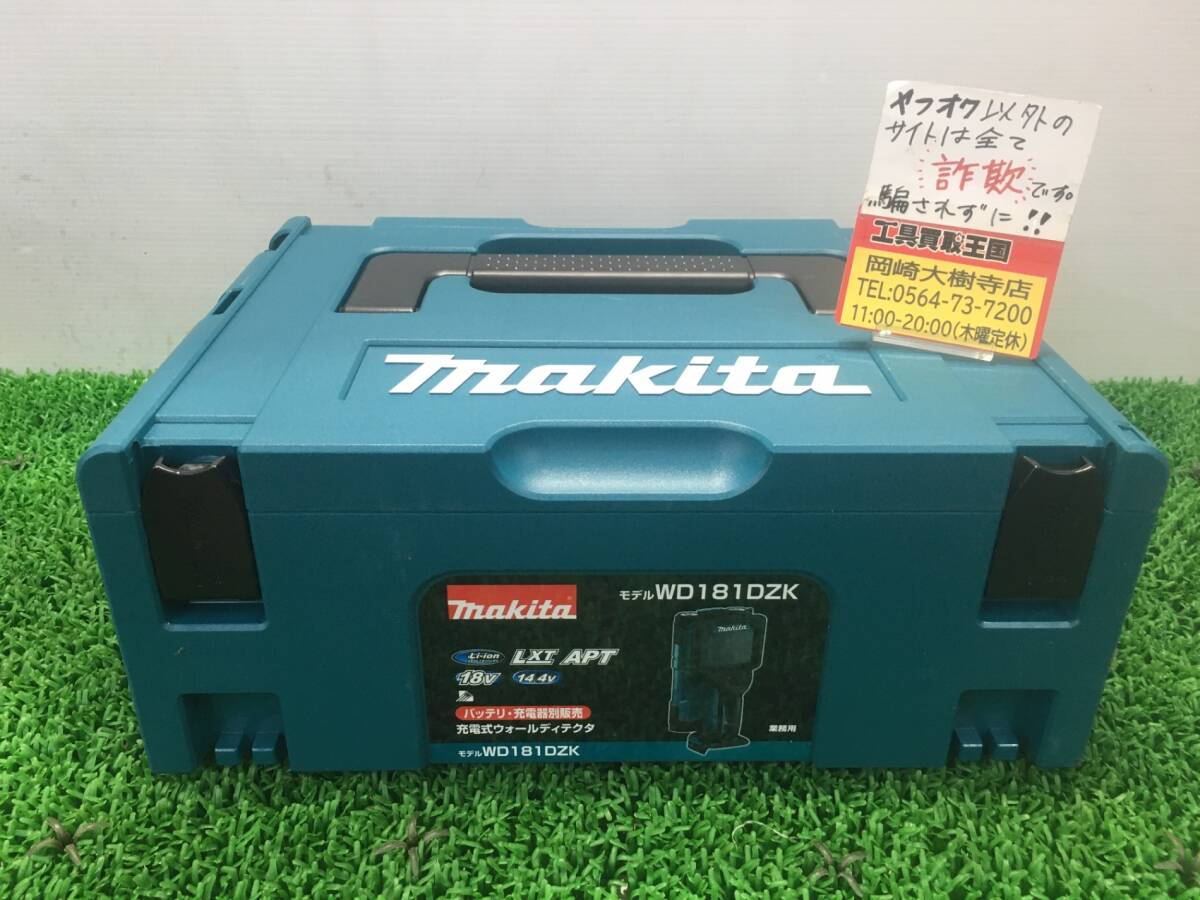 ヤフオク以外の
サイトは全て
詐欺です。
騙されずに!!
工具買取王国
岡崎大樹寺店
TEL:0564-73-7200
11:00-20:00(木曜定休)
makita
makita
モデルWD181DZK
makita
Li-ion
LXT APT
18V 14.4V
バッテリ・充電器別販売
充電式ウォールディテクタ
業務用
モデルWD181DZK